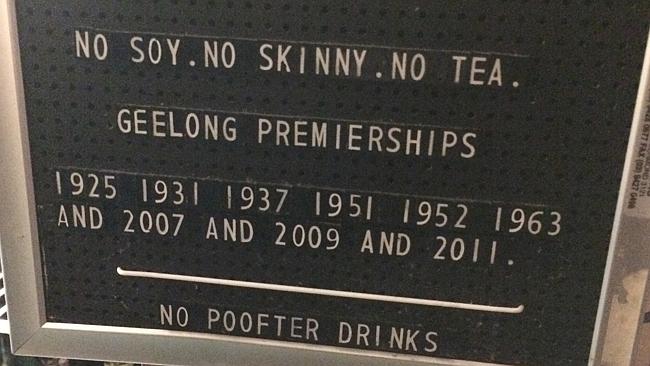 NO SOY.NO SKINNY.NO TEA.
GEELONG PREMIERSHIPS
1925 1931 1937 1951 1952 1963
AND 2007 AND 2009 AND 2011.
NO POOFTER DRINKS